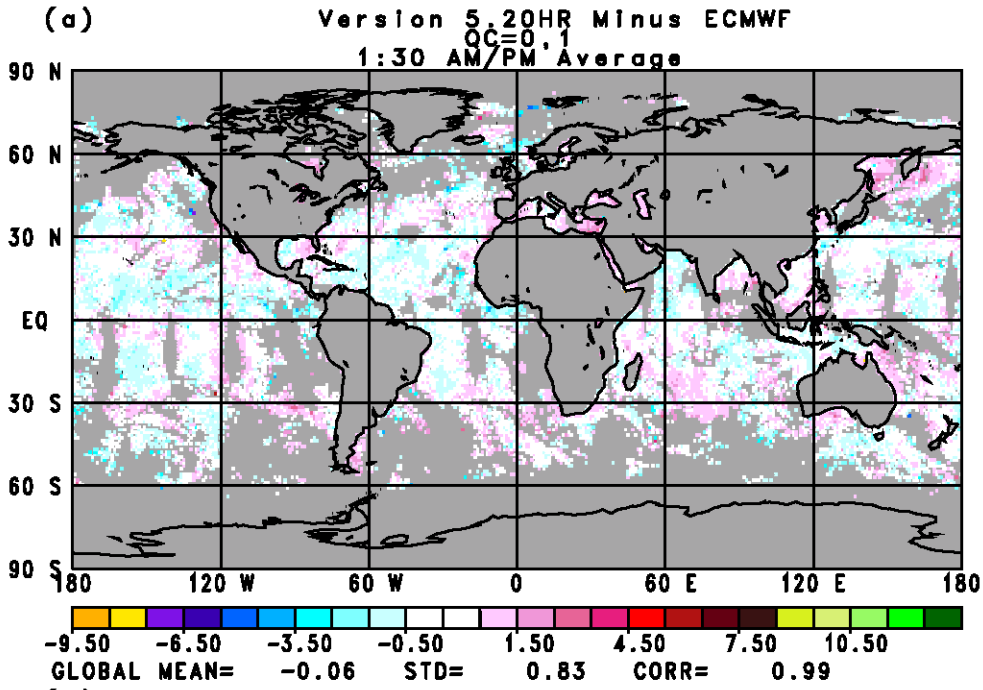 (a)
Version 5.20HR Minus ECMWF
QC=0,1
1:30 AM/PM Average
90 N
60 N
30 N
EQ
30 S
60 S
90 S
180 120 W 60 W 0 60 E 120 E 180
-9.50 -6.50 -3.50 -0.50 1.50 4.50 7.50 10.50
GLOBAL MEAN= -0.06 STD= 0.83 CORR= 0.99